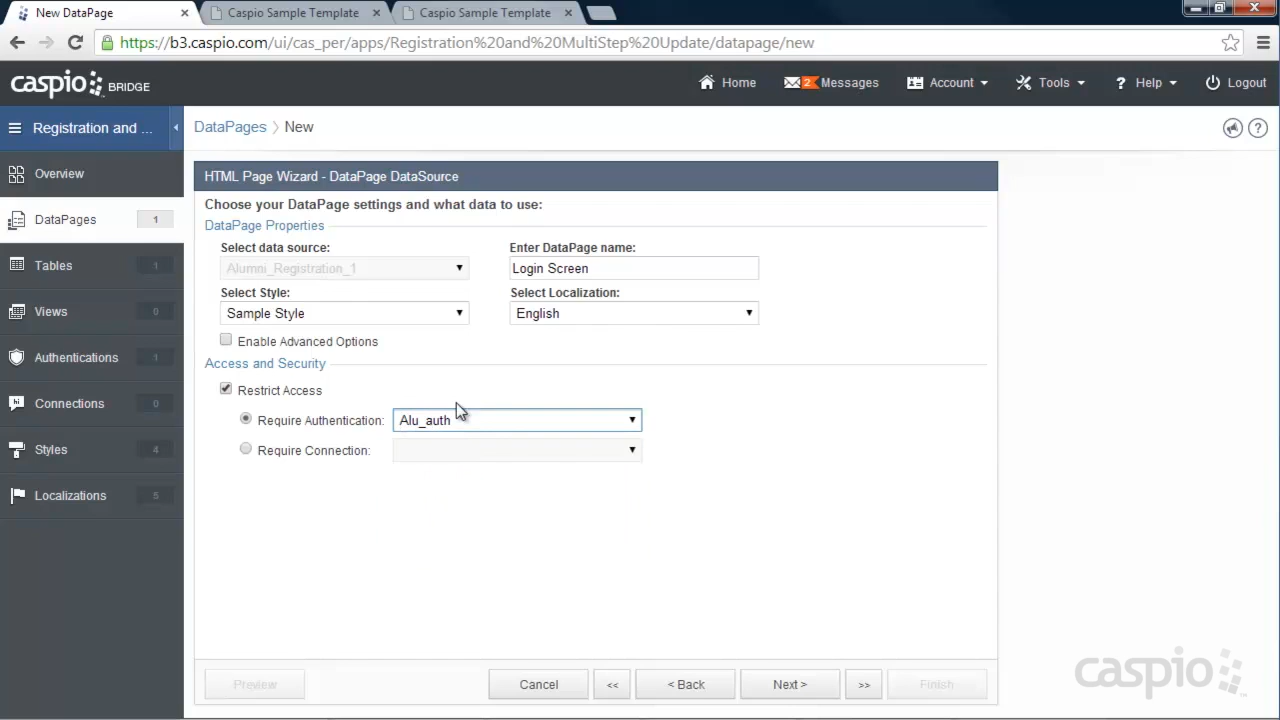 New DataPage
Caspio Sample Template
Caspio Sample Template
https://b3.caspio.com/ui/cas_per/apps/Registration%20and%20MultiStep%20Update/datapage/new
caspio BRIDGE
Home
2 Messages
Account
Tools
? Help
Logout
Registration and ...
DataPages > New
?
Overview
DataPages 1
Tables 1
Views 0
Authentications 1
hi Connections 0
Styles 4
Localizations 5
HTML Page Wizard - DataPage DataSource
Choose your DataPage settings and what data to use:
DataPage Properties
Select data source:
Enter DataPage name:
Alumni_Registration_1
Login Screen
Select Style:
Select Localization:
Sample Style
English
Enable Advanced Options
Access and Security
Restrict Access
Require Authentication: Alu_auth
Require Connection:
Preview
Cancel
<<
< Back
Next >
>>
Finish
caspio